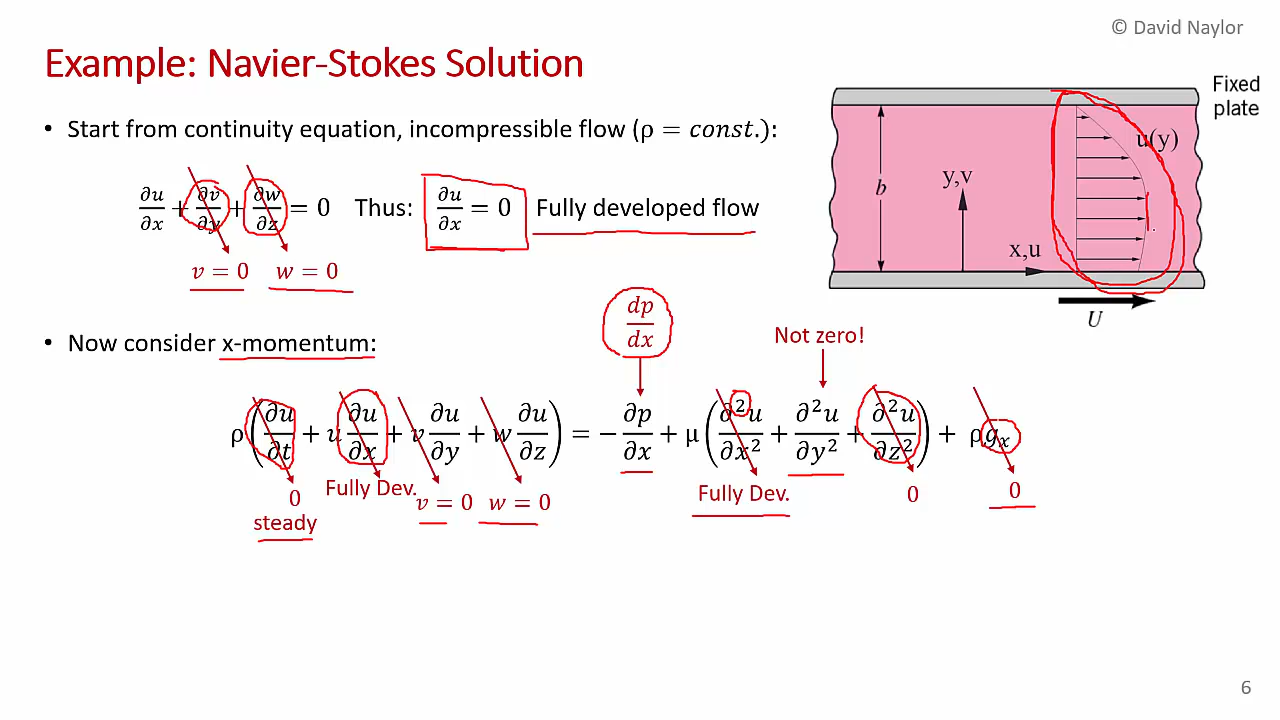 © David Naylor
Example: Navier-Stokes Solution
• Start from continuity equation, incompressible flow (ρ = const.):
∂u/∂x + ∂v/∂y + ∂w/∂z = 0 Thus: ∂u/∂x = 0 Fully developed flow
v = 0 w = 0
Fixed
plate
u(y)
b
y,v
x,u
U
dp/dx
Not zero!
• Now consider x-momentum:
ρ(∂u/∂t + u ∂u/∂x + v ∂u/∂y + w ∂u/∂z) = − ∂p/∂x + μ(∂²u/∂x² + ∂²u/∂y² + ∂²u/∂z²) + ρgₓ
0 Fully Dev. v = 0 w = 0 Fully Dev. 0 0
steady
6